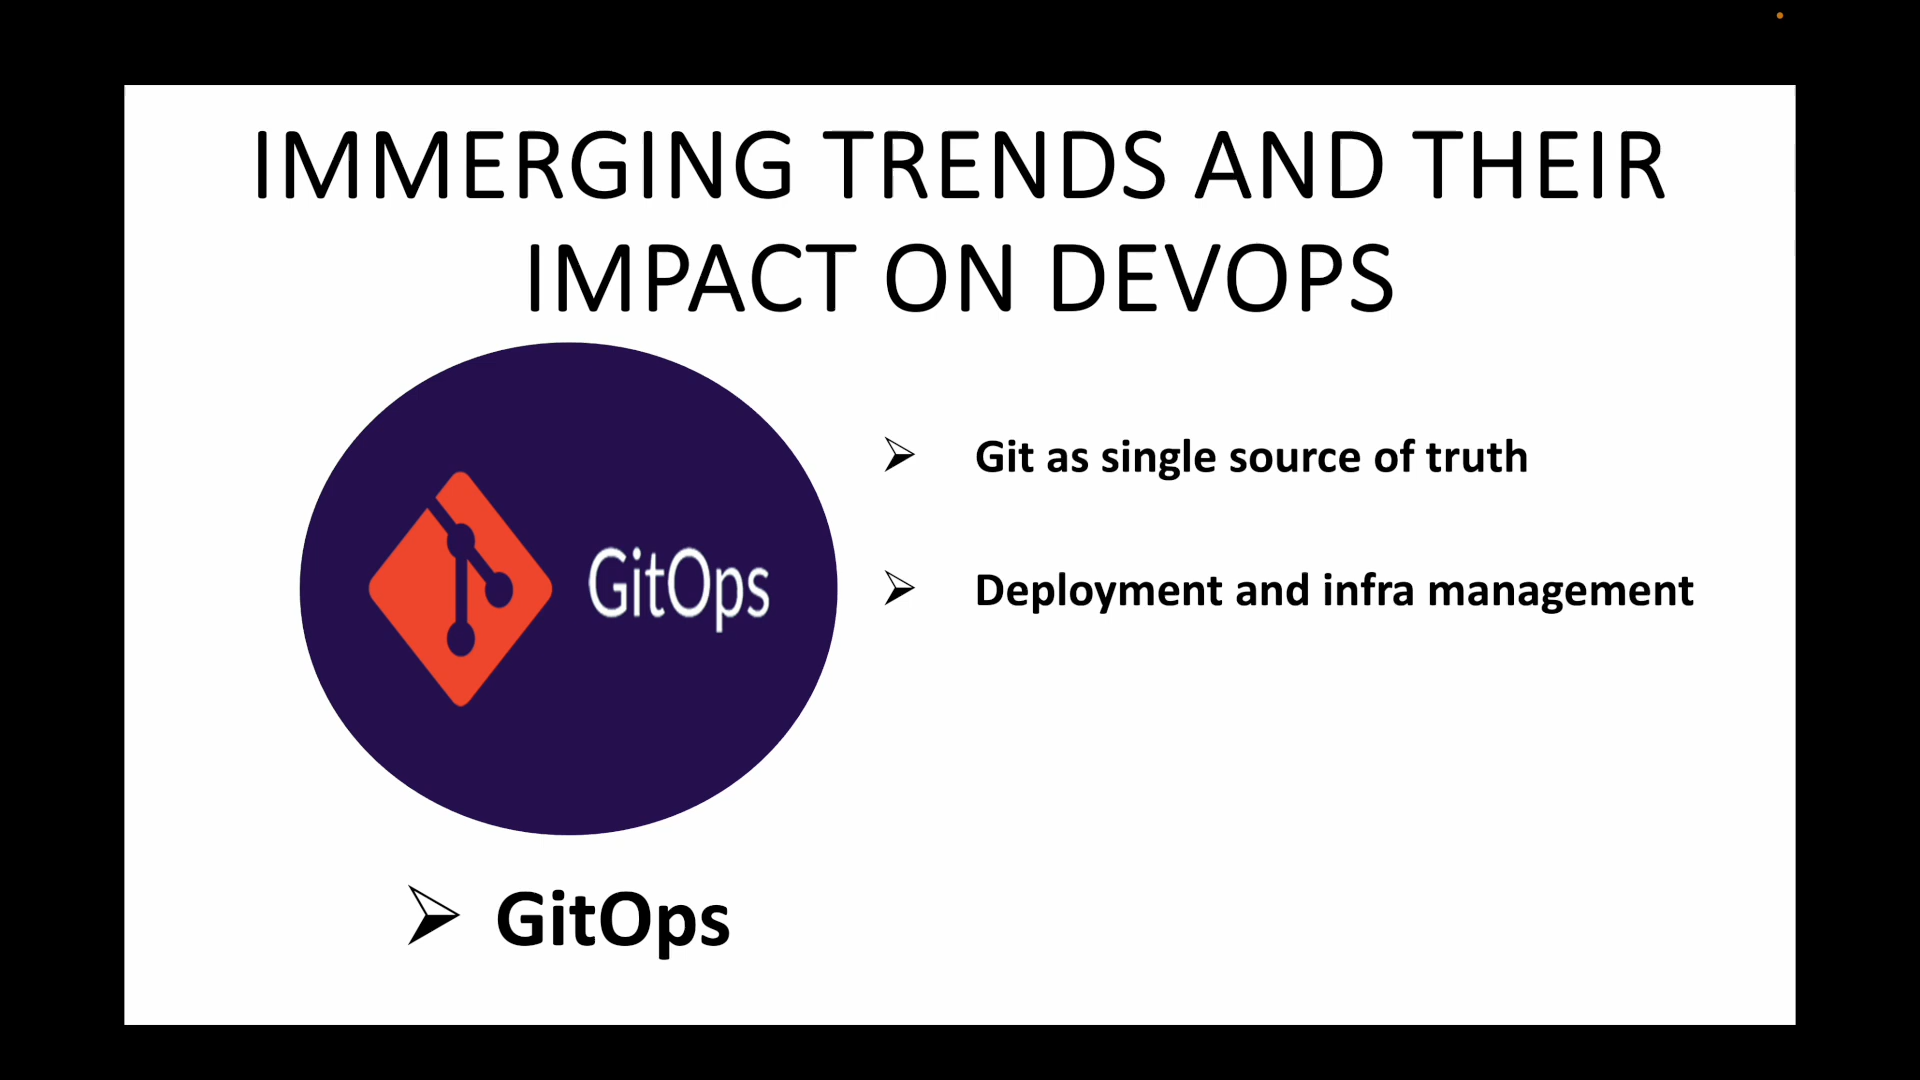 IMMERGING TRENDS AND THEIR
IMPACT ON DEVOPS
GitOps
Git as single source of truth
Deployment and infra management
GitOps